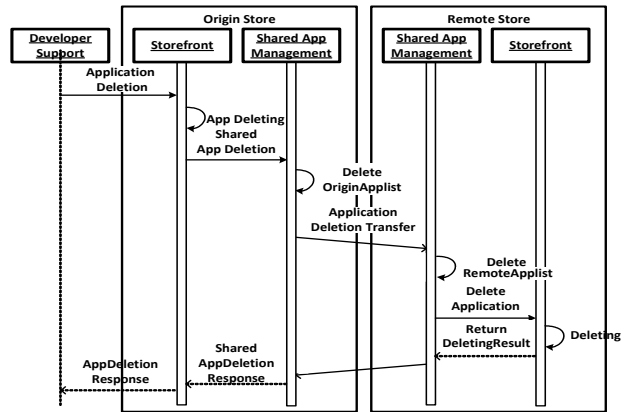 Origin Store
Remote Store
Developer
Support
Storefront
Shared App
Management
Shared App
Management
Storefront
Application
Deletion
App Deleting
Shared
App Deletion
Delete
OriginApplist
Application
Deletion Transfer
Delete
RemoteApplist
Delete
Application
Return
DeletingResult
Deleting
Shared
AppDeletion
Response
AppDeletion
Response